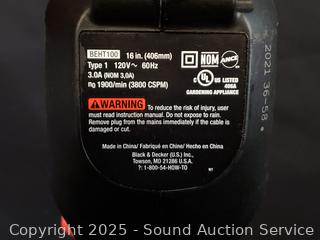 BEHT100 16 in. (406mm)
Type 1 120V~ 60Hz
3.0A (NOM 3,0A)
n0 1900/min (3800 CSPM)
NOM ANCE
C UL US LISTED
406A
GARDENING APPLIANCE
WARNING To reduce the risk of injury, user
must read instruction manual. Do not expose to rain.
Remove plug from the mains immediately if the cable is
damaged or cut.
Made in China/ Fabriqué en Chine/ Hecho en China
Black & Decker (U.S.) Inc.,
Towson, MD 21286 U.S.A.
?: 1-800-54-HOW-TO
2021 36-58
Copyright © 2025 - Sound Auction Service